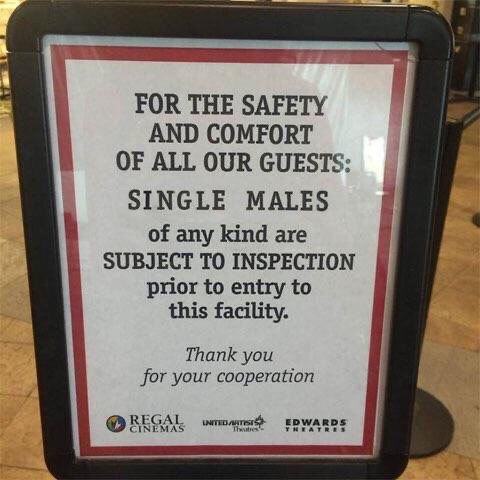 FOR THE SAFETY
AND COMFORT
OF ALL OUR GUESTS:
SINGLE MALES
of any kind are
SUBJECT TO INSPECTION
prior to entry to
this facility.
Thank you
for your cooperation
REGAL CINEMAS
UNITED ARTISTS Theatres
EDWARDS THEATRES